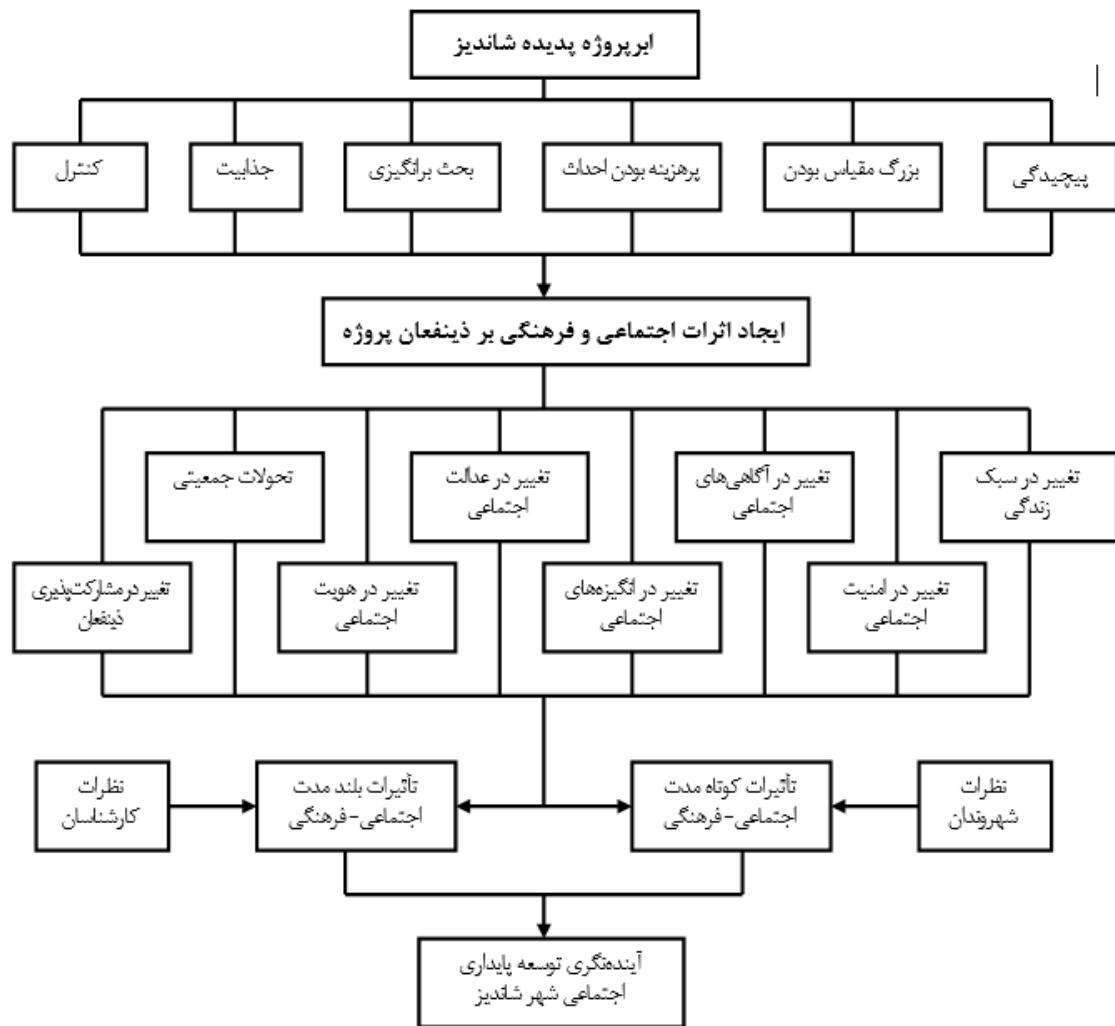 ابرپروژه پدیده شاندیز
پیچیدگی
بزرگ مقیاس بودن
پرهزینه بودن احداث
بحث برانگیزی
جذابیت
کنترل
ایجاد اثرات اجتماعی و فرهنگی بر ذینفعان پروژه
تغییر در سبک
زندگی
تغییر در آگاهی‌های
اجتماعی
تغییر در عدالت
اجتماعی
تحولات جمعیتی
تغییر در امنیت
اجتماعی
تغییر در انگیزه‌های
اجتماعی
تغییر در هویت
اجتماعی
تغییر در مشارکت‌پذیری
ذینفعان
نظرات
شهروندان
تأثیرات کوتاه مدت
اجتماعی-فرهنگی
تأثیرات بلند مدت
اجتماعی-فرهنگی
نظرات
کارشناسان
آینده‌نگری توسعه پایداری
اجتماعی شهر شاندیز